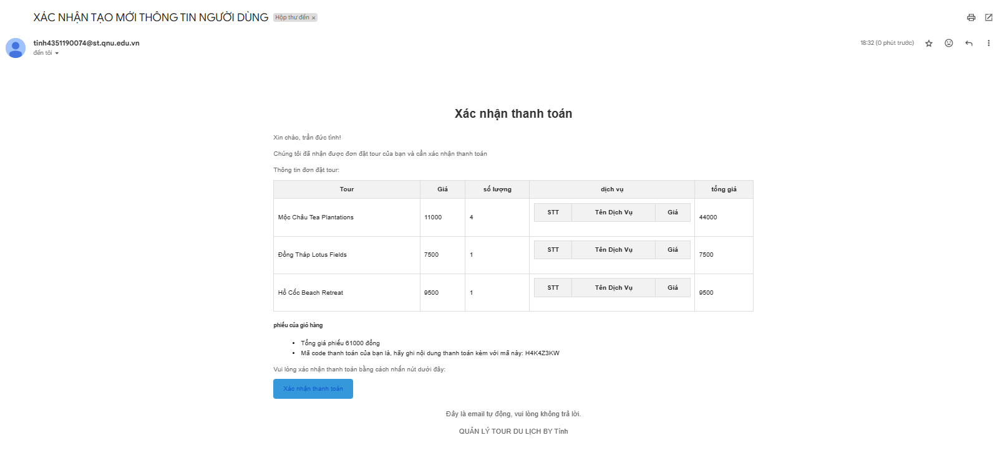 XÁC NHẬN TẠO MỚI THÔNG TIN NGƯỜI DÙNG Hộp thư đến ×
tinh4351190074@st.qnu.edu.vn 18:32 (0 phút trước)
đến tôi
Xác nhận thanh toán
Xin chào, trần đức tình!
Chúng tôi đã nhận được đơn đặt tour của bạn và cần xác nhận thanh toán
Thông tin đơn đặt tour:
Tour Giá số lượng dịch vụ tổng giá
STT Tên Dịch Vụ Giá
Mộc Châu Tea Plantations 11000 4 44000
STT Tên Dịch Vụ Giá
Đồng Tháp Lotus Fields 7500 1 7500
STT Tên Dịch Vụ Giá
Hồ Cốc Beach Retreat 9500 1 9500
phiếu của giỏ hàng
• Tổng giá phiếu 61000 đồng
• Mã code thanh toán của bạn là, hãy ghi nội dung thanh toán kèm với mã này: H4K4Z3KW
Vui lòng xác nhận thanh toán bằng cách nhấn nút dưới đây:
Xác nhận thanh toán
Đây là email tự động, vui lòng không trả lời.
QUẢN LÝ TOUR DU LỊCH BY Tình